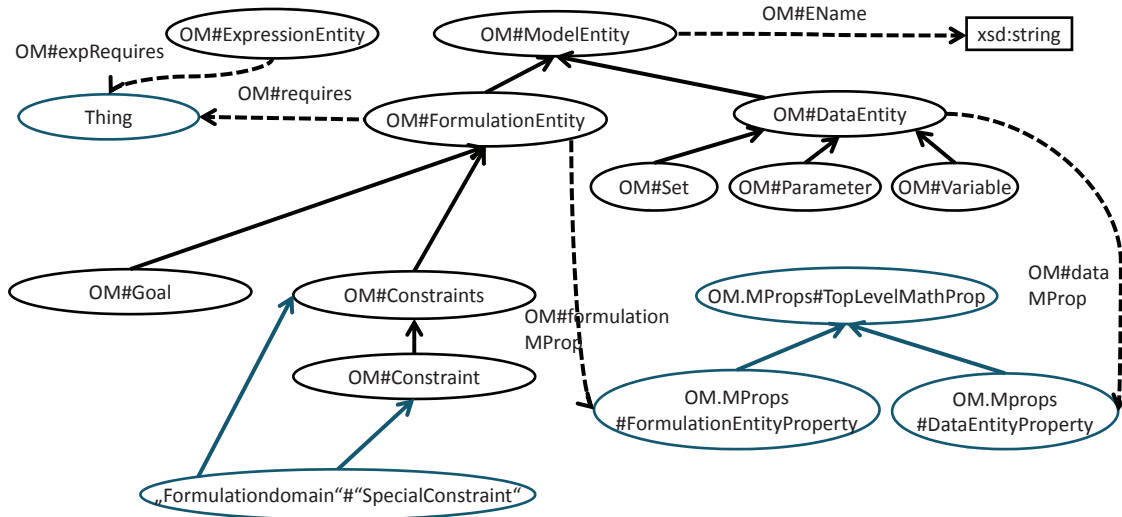 OM#EName
OM#ExpressionEntity
OM#ModelEntity
xsd:string
OM#expRequires
OM#requires
Thing
OM#FormulationEntity
OM#DataEntity
OM#Set
OM#Parameter
OM#Variable
OM#Goal
OM#Constraints
OM#formulation
MProp
OM.MProps#TopLevelMathProp
OM#data
MProp
OM#Constraint
OM.MProps
#FormulationEntityProperty
OM.Mprops
#DataEntityProperty
„Formulationdomain“#“SpecialConstraint“